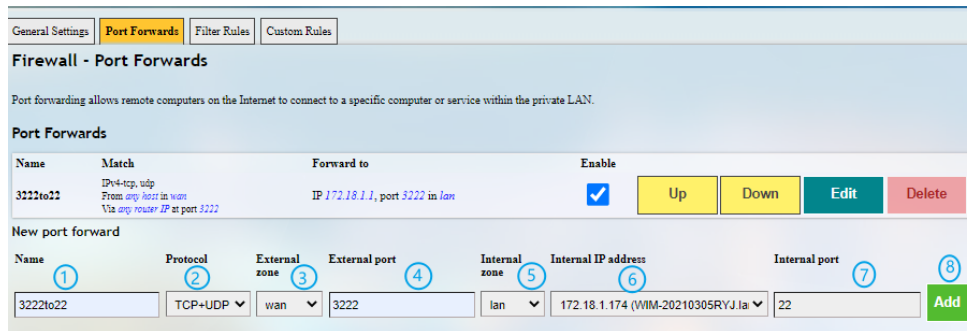 General Settings Port Forwards Filter Rules Custom Rules
Firewall - Port Forwards
Port forwarding allows remote computers on the Internet to connect to a specific computer or service within the private LAN.
Port Forwards
Name Match Forward to Enable
IPv4-tcp, udp
3222to22 From any host in wan IP 172.18.1.1, port 3222 in lan Up Down Edit Delete
Via any router IP at port 3222
New port forward
Name Protocol External zone External port Internal zone Internal IP address Internal port
1 2 3 4 5 6 7 8
3222to22 TCP+UDP wan 3222 lan 172.18.1.174 (WIM-20210305RYJ.la 22 Add